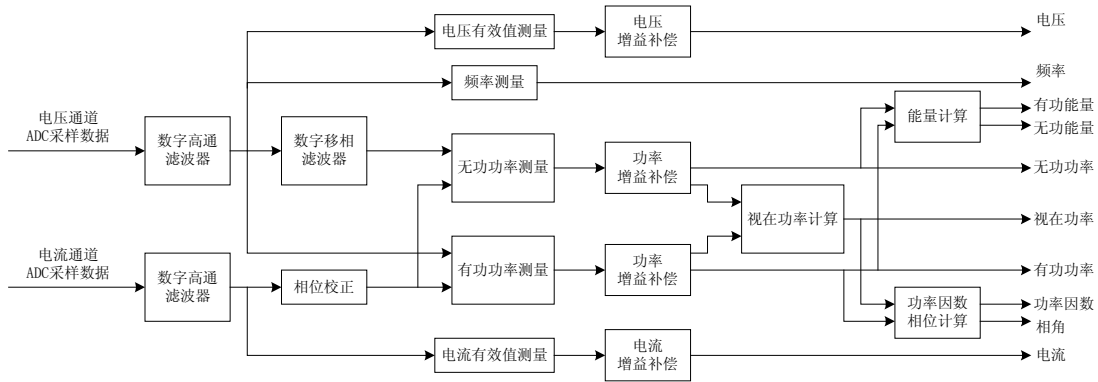 电压有效值测量
电压
增益补偿
电压
频率测量
频率
电压通道
ADC采样数据
数字高通
滤波器
数字移相
滤波器
无功功率测量
功率
增益补偿
能量计算
有功能量
无功能量
无功功率
视在功率计算
视在功率
电流通道
ADC采样数据
数字高通
滤波器
相位校正
有功功率测量
功率
增益补偿
有功功率
功率因数
相位计算
功率因数
相角
电流有效值测量
电流
增益补偿
电流